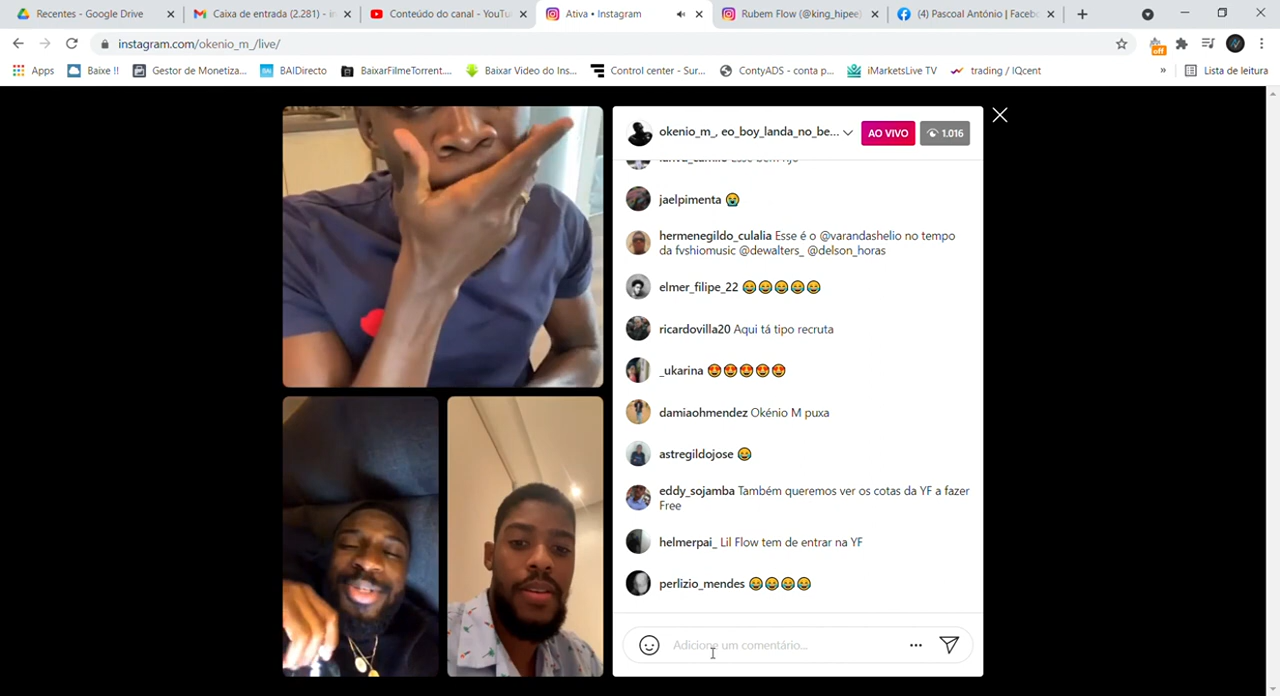 Recentes - Google Drive
Caixa de entrada (2.281) - in
Conteúdo do canal - YouTu
Ativa • Instagram
Rubem Flow (@king_hipee
(4) Pascoal António | Faceb
instagram.com/okenio_m_/live/
off
Apps
Baixe !!
Gestor de Monetiza...
BAI
BAIDirecto
BaixarFilmeTorrent....
Baixar Video do Ins...
Control center - Sur...
ContyADS - conta p...
iMarketsLive TV
trading / IQcent
»
Lista de leitura
okenio_m_, eo_boy_landa_no_be...
AO VIVO
1.016
jaelpimenta 😭
hermenegildo_culalia Esse é o @varandashelio no tempo
da fvshiomusic @dewalters_ @delson_horas
elmer_filipe_22 😂😂😂😂😂
ricardovilla20 Aqui tá tipo recruta
_ukarina 😍😍😍😍😍
damiaohmendez Okénio M puxa
astregildojose 😂
eddy_sojamba Também queremos ver os cotas da YF a fazer
Free
helmerpai_ Lil Flow tem de entrar na YF
perlizio_mendes 😂😂😂😂
Adicione um comentário...